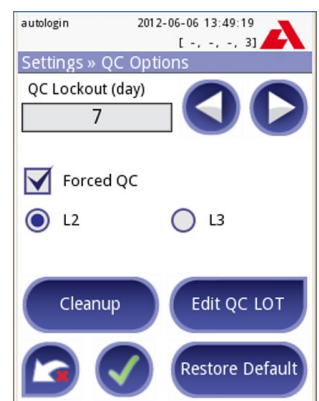 autologin 2012-06-06 13:49:19
[ -, -, -, 3]
Settings » QC Options
QC Lockout (day)
7
Forced QC
L2 L3
Cleanup Edit QC LOT
Restore Default